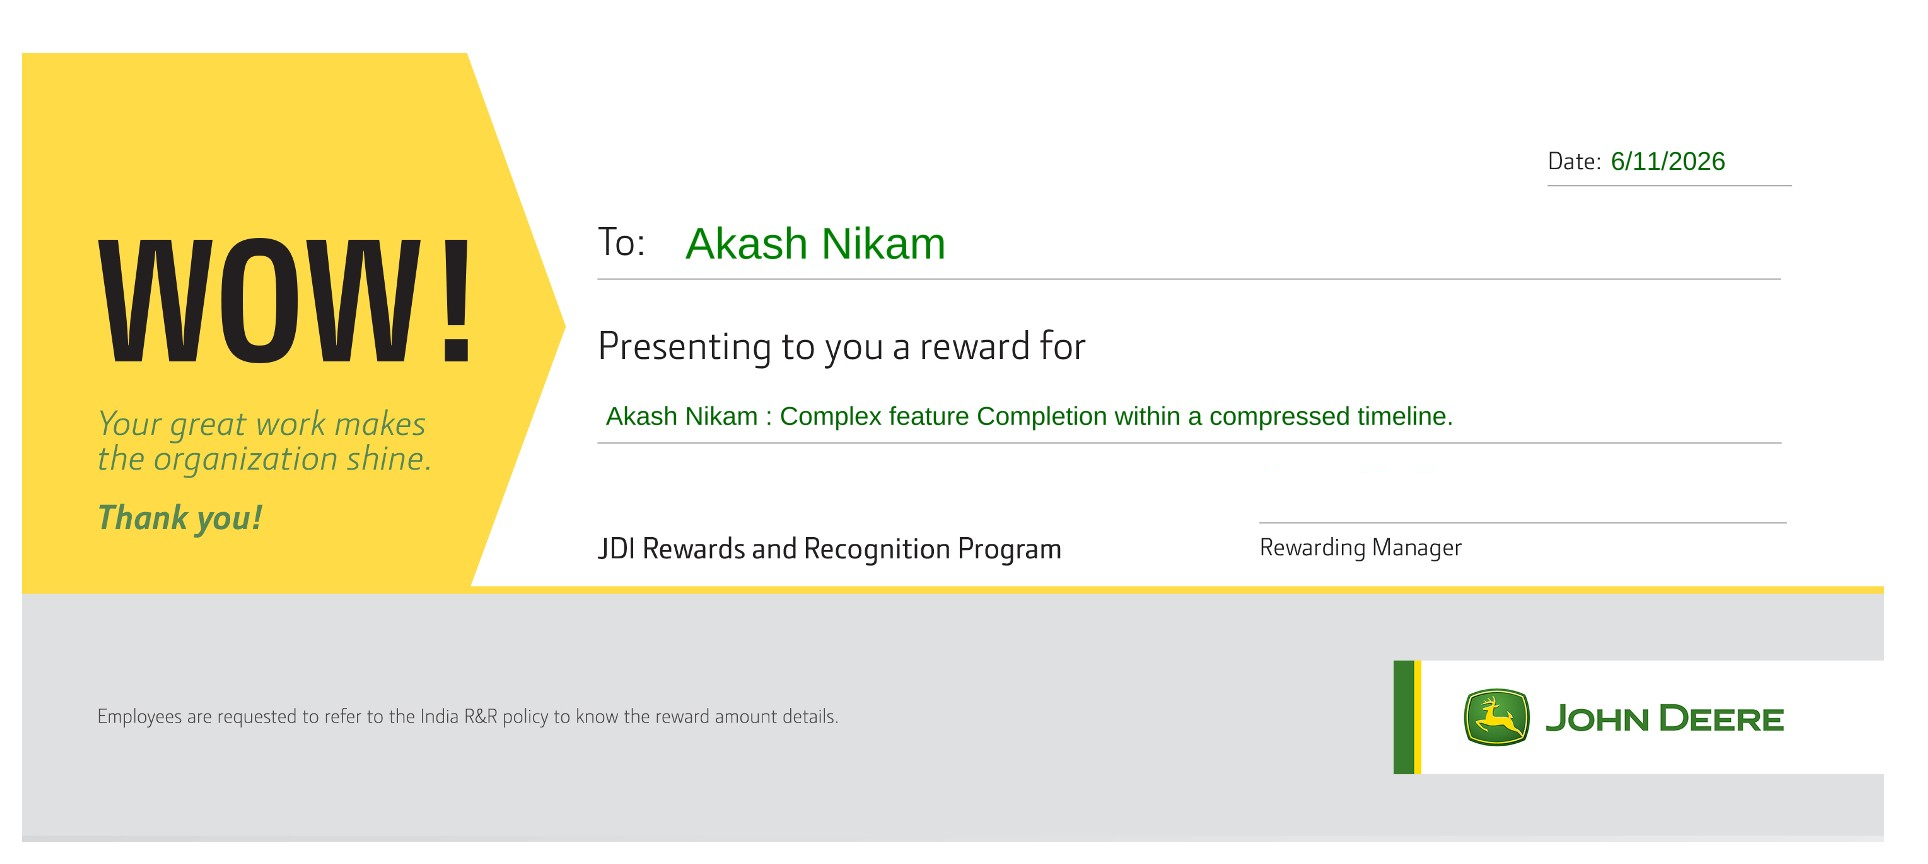 Date: 6/11/2026
To: Akash Nikam
WOW!
Presenting to you a reward for
Akash Nikam : Complex feature Completion within a compressed timeline.
Your great work makes
the organization shine.
Thank you!
JDI Rewards and Recognition Program
Rewarding Manager
Employees are requested to refer to the India R&R policy to know the reward amount details.
JOHN DEERE